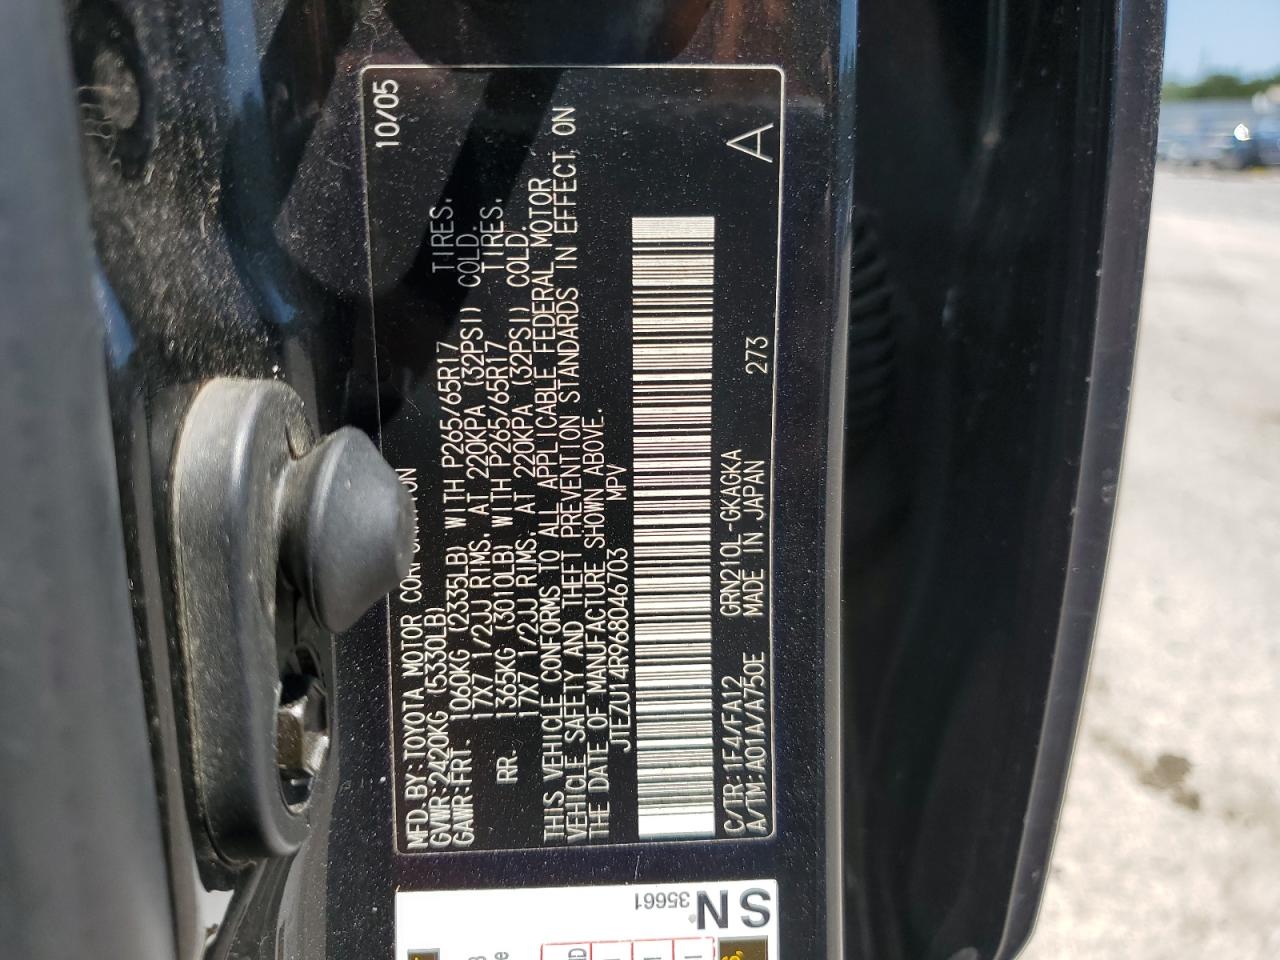 MFD. BY: TOYOTA MOTOR CORPORATION 10/05
GVWR: 2420KG (5330LB)
GAWR: FRT. 1060KG (2335LB) WITH P265/65R17 TIRES,
17X7 1/2JJ RIMS, AT 220KPA (32PSI) COLD.
RR. 1365KG (3010LB) WITH P265/65R17 TIRES,
17X7 1/2JJ RIMS, AT 220KPA (32PSI) COLD.
THIS VEHICLE CONFORMS TO ALL APPLICABLE FEDERAL MOTOR
VEHICLE SAFETY AND THEFT PREVENTION STANDARDS IN EFFECT ON
THE DATE OF MANUFACTURE SHOWN ABOVE.
JTEZU14R968046703 MPV
C/TR: 1F4/FA12 GRN210L-GKAGKA
A/TM: A01A/A750E MADE IN JAPAN 273 A
SN
35661